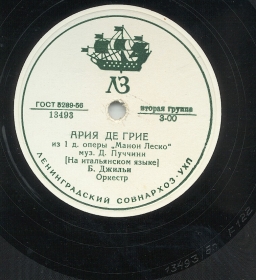 ЛЗ
ГОСТ 5289-56
13493
вторая группа
3-00
АРИЯ ДЕ ГРИЕ
из 1 д. оперы „Манон Леско"
муз. Д. Пуччини
[На итальянском языке]
Б. Джильи
Оркестр
ЛЕНИНГРАДСКИЙ СОВНАРХОЗ-УХП